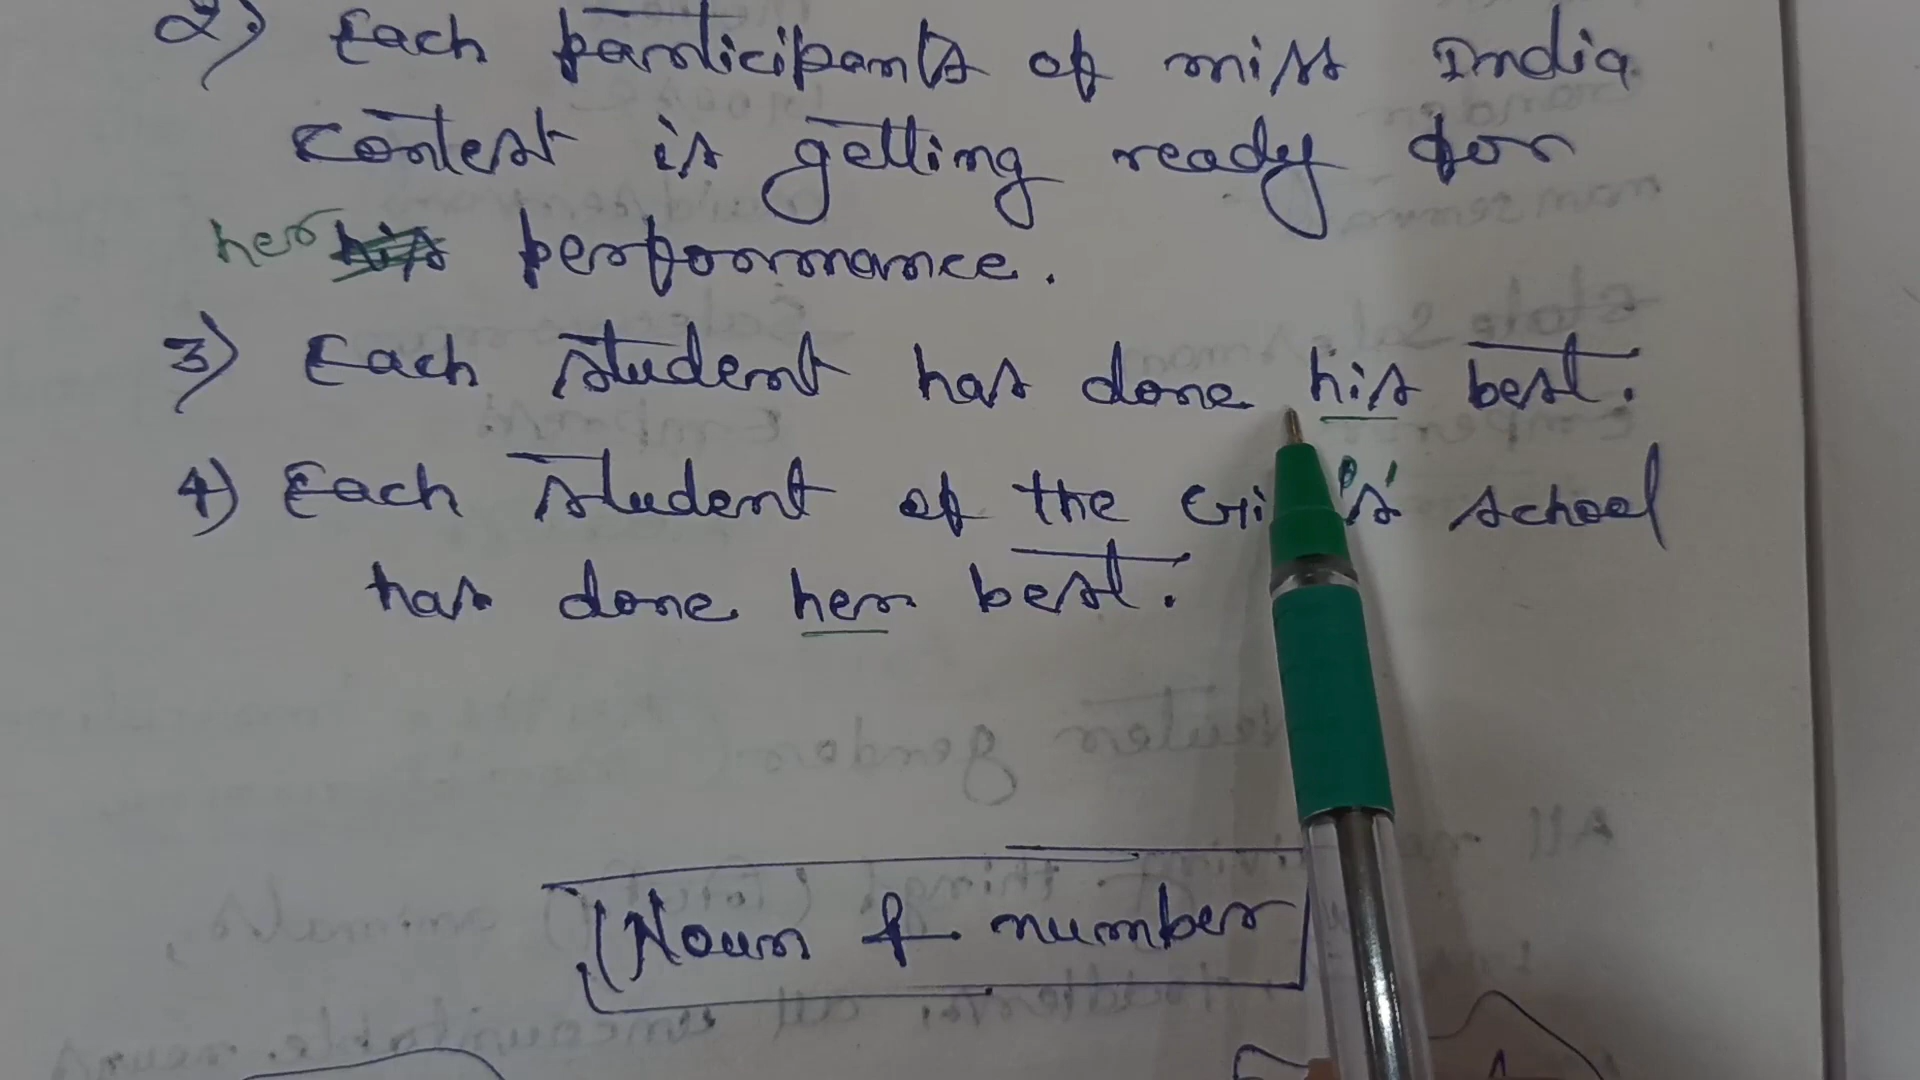 2) Each participants of miss India
contest is getting ready for
her his performance.
3) Each student has done his best.
4) Each student of the Girl's school
has done her best.
Noun & number